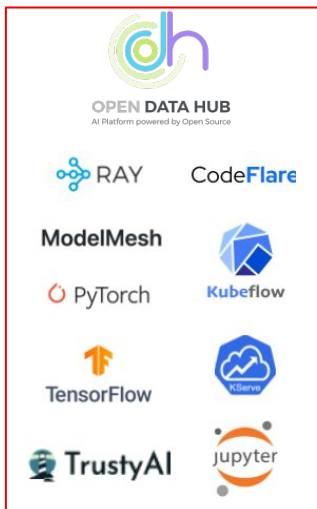 OPEN DATA HUB
AI Platform powered by Open Source
RAY
CodeFlare
ModelMesh
Kubeflow
PyTorch
TensorFlow
KServe
TrustyAI
jupyter